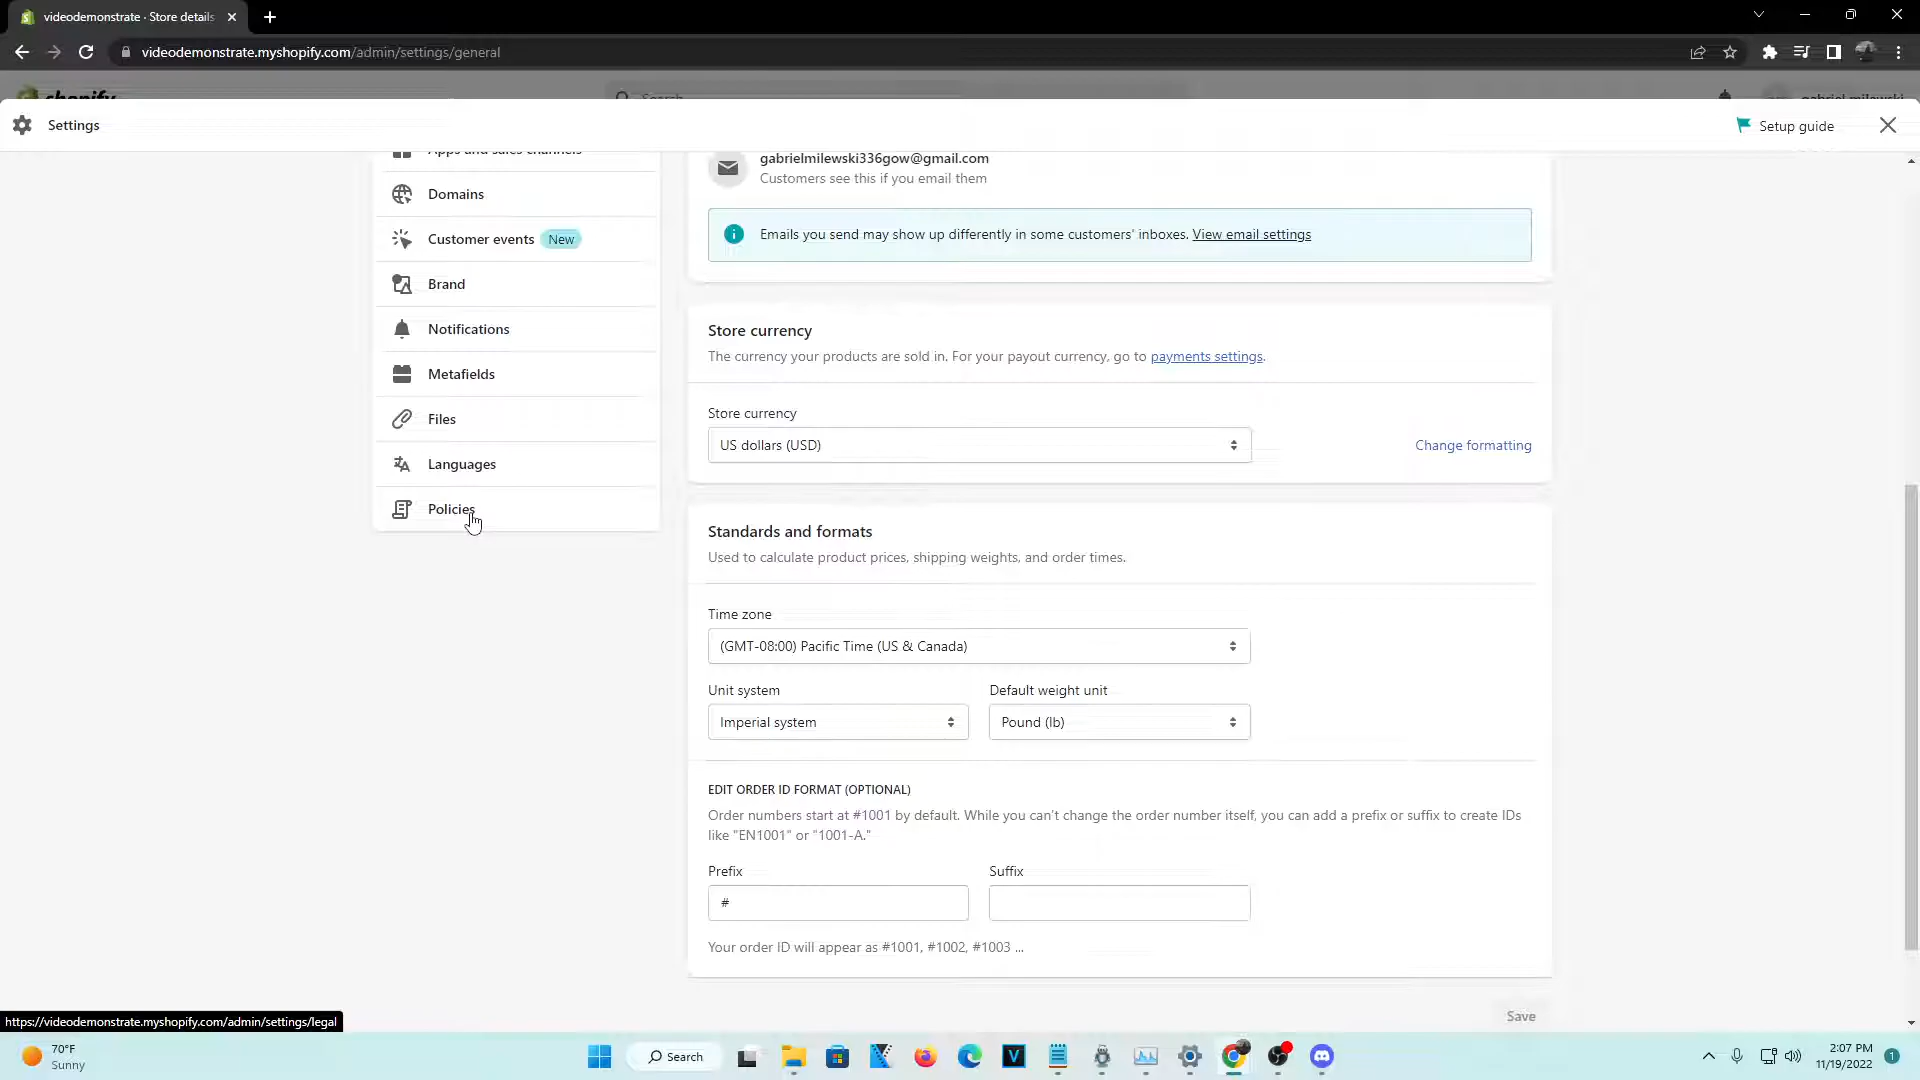 videodemonstrate · Store details
videodemonstrate.myshopify.com/admin/settings/general
shopify
Search
gabriel milewski
Settings
Setup guide
Apps and sales channels
Domains
Customer events New
Brand
Notifications
Metafields
Files
Languages
Policies
gabrielmilewski336gow@gmail.com
Customers see this if you email them
Emails you send may show up differently in some customers' inboxes. View email settings
Store currency
The currency your products are sold in. For your payout currency, go to payments settings.
Store currency
US dollars (USD)
Change formatting
Standards and formats
Used to calculate product prices, shipping weights, and order times.
Time zone
(GMT-08:00) Pacific Time (US & Canada)
Unit system
Default weight unit
Imperial system
Pound (lb)
EDIT ORDER ID FORMAT (OPTIONAL)
Order numbers start at #1001 by default. While you can't change the order number itself, you can add a prefix or suffix to create IDs
like "EN1001" or "1001-A."
Prefix
Suffix
#
Your order ID will appear as #1001, #1002, #1003 ...
Save
https://videodemonstrate.myshopify.com/admin/settings/legal
70°F
Sunny
Search
2:07 PM
11/19/2022
1